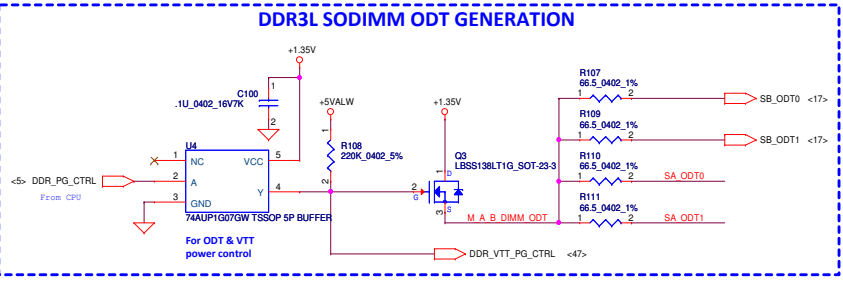 DDR3L SODIMM ODT GENERATION
+1.35V
C100
.1U_0402_16V7K
1
2
+5VALW
1
R108
220K_0402_5%
2
+1.35V
Q3
LBSS138LT1G_SOT-23-3
1
D
2
G
3
S
U4
1
NC
VCC
5
<5>
DDR_PG_CTRL
2
A
Y
4
From CPU
3
GND
74AUP1G07GW TSSOP 5P BUFFER
For ODT & VTT
power control
M_A_B_DIMM_ODT
DDR_VTT_PG_CTRL
<47>
R107
66.5_0402_1%
1
2
SB_ODT0
<17>
R109
66.5_0402_1%
1
2
SB_ODT1
<17>
R110
66.5_0402_1%
1
2
SA_ODT0
R111
66.5_0402_1%
1
2
SA_ODT1